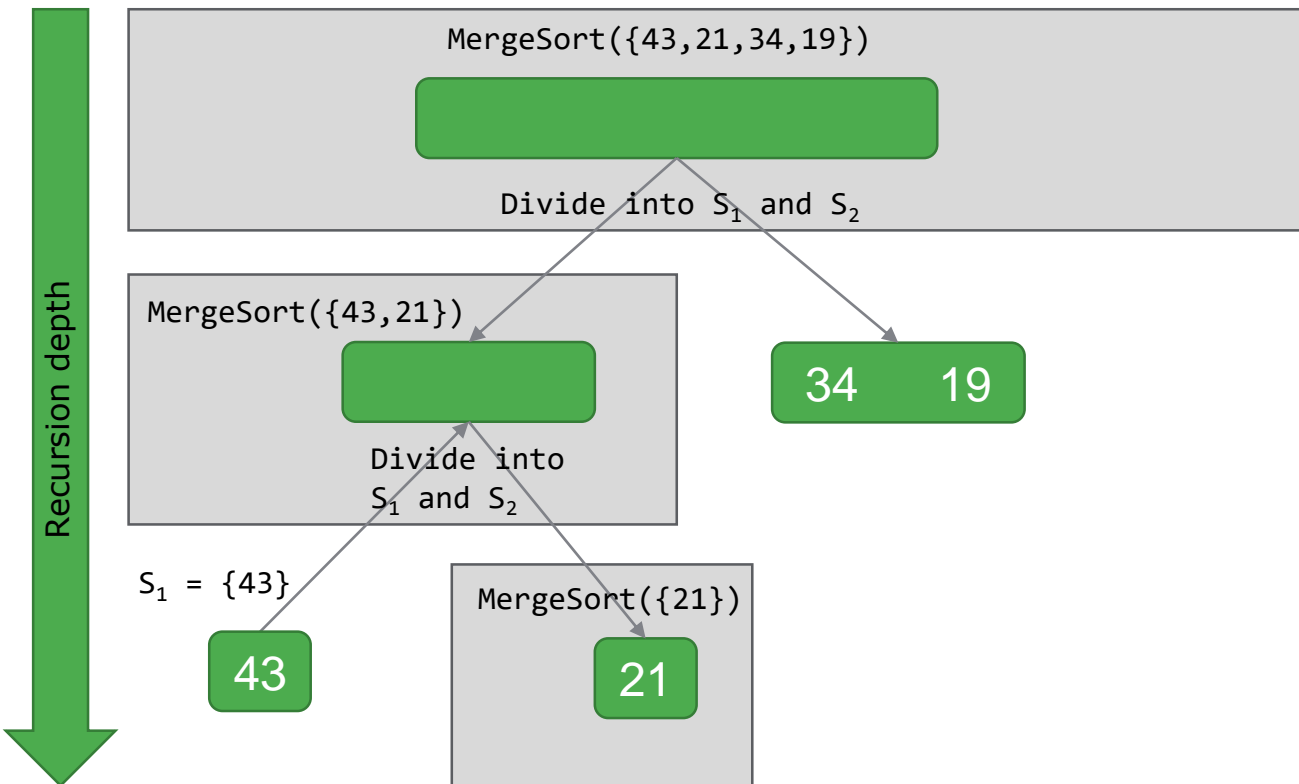 Recursion depth
MergeSort({43,21,34,19})
Divide into S₁ and S₂
MergeSort({43,21})
34 19
Divide into
S₁ and S₂
S₁ = {43}
MergeSort({21})
43
21